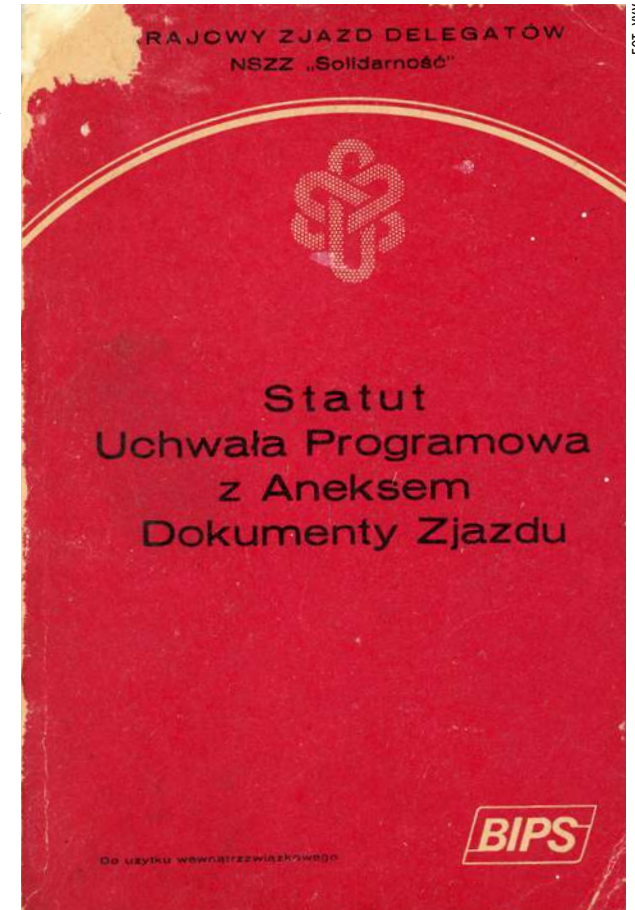 RAJOWY ZJAZD DELEGATÓW
NSZZ „Solidarność”
Statut
Uchwała Programowa
z Aneksem
Dokumenty Zjazdu
BIPS
Do użytku wewnątrzzwiązkowego